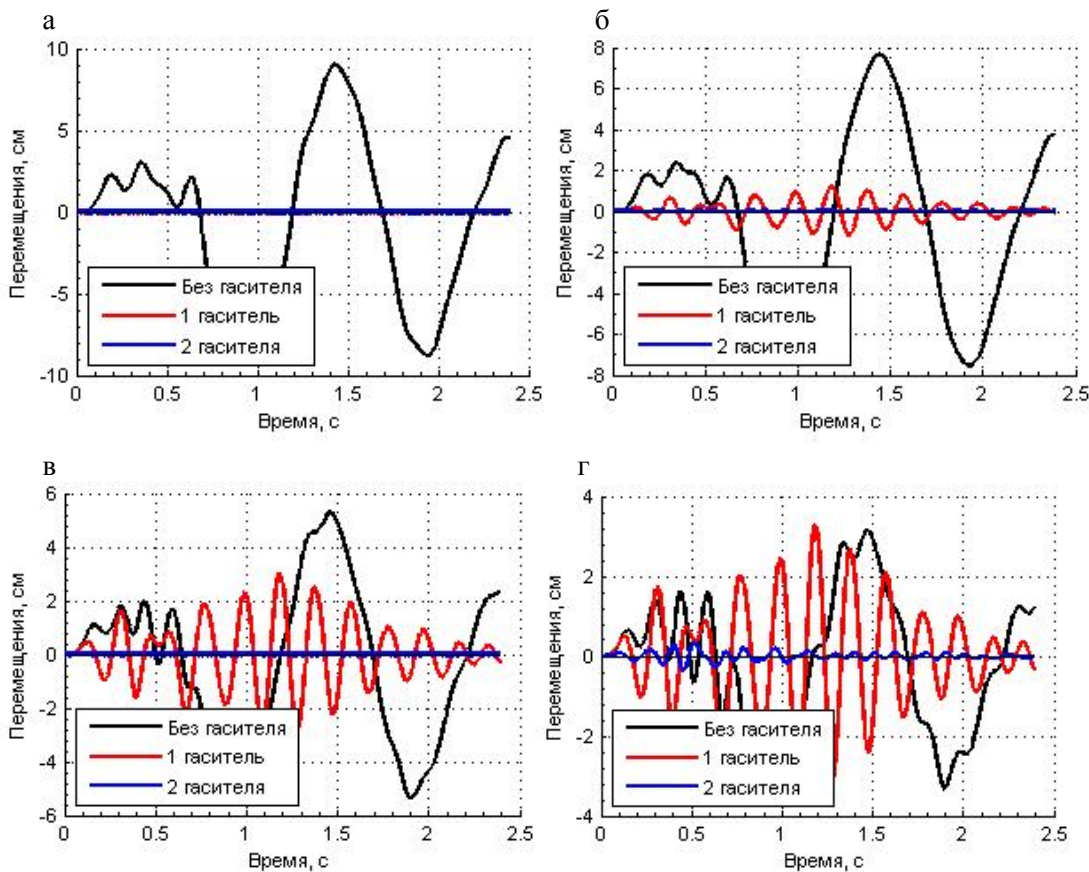 а
10
5
0
-5
-10
Перемещения, см
Без гасителя
1 гаситель
2 гасителя
0 0.5 1 1.5 2 2.5
Время, с
б
8
6
4
2
0
-2
-4
-6
-8
Перемещения, см
Без гасителя
1 гаситель
2 гасителя
0 0.5 1 1.5 2 2.5
Время, с
в
6
4
2
0
-2
-4
-6
Перемещения, см
Без гасителя
1 гаситель
2 гасителя
0 0.5 1 1.5 2 2.5
Время, с
г
4
2
0
-2
-4
Перемещения, см
Без гасителя
1 гаситель
2 гасителя
0 0.5 1 1.5 2 2.5
Время, с